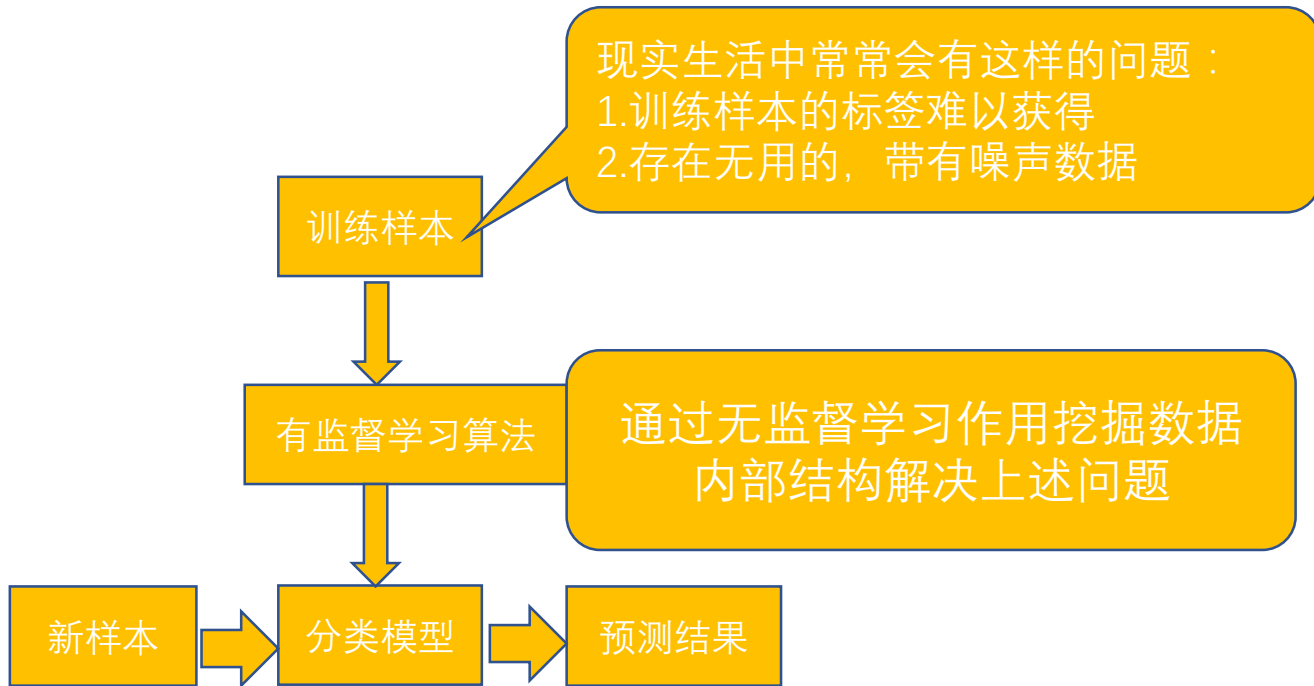 现实生活中常常会有这样的问题：
1.训练样本的标签难以获得
2.存在无用的，带有噪声数据
训练样本
有监督学习算法
通过无监督学习作用挖掘数据
内部结构解决上述问题
新样本
分类模型
预测结果